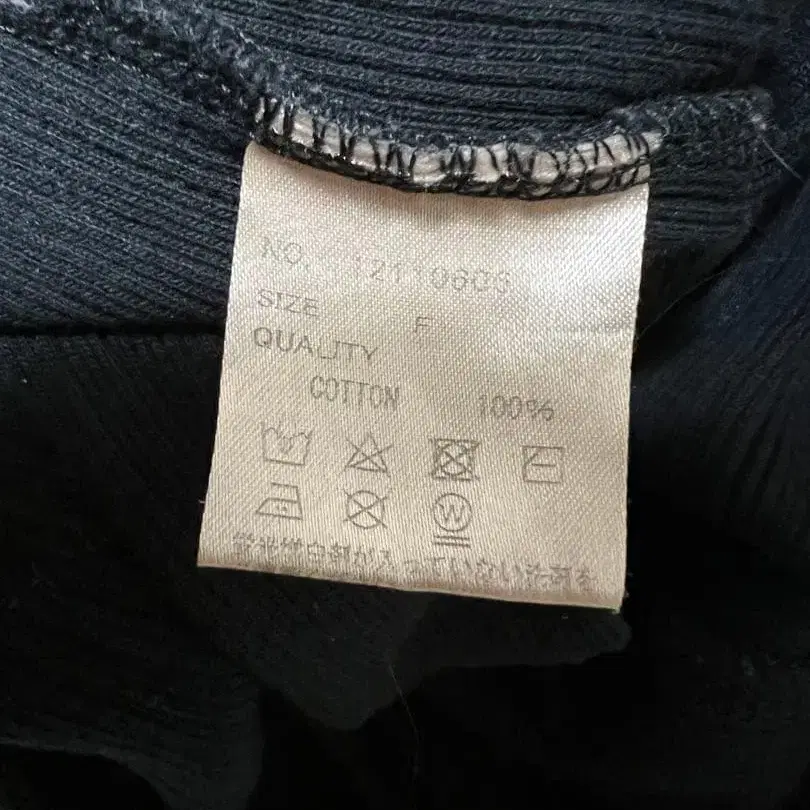 NO. 12110606
SIZE F
QUALITY
COTTON 100%
蛍光増白剤が入っていない洗剤を